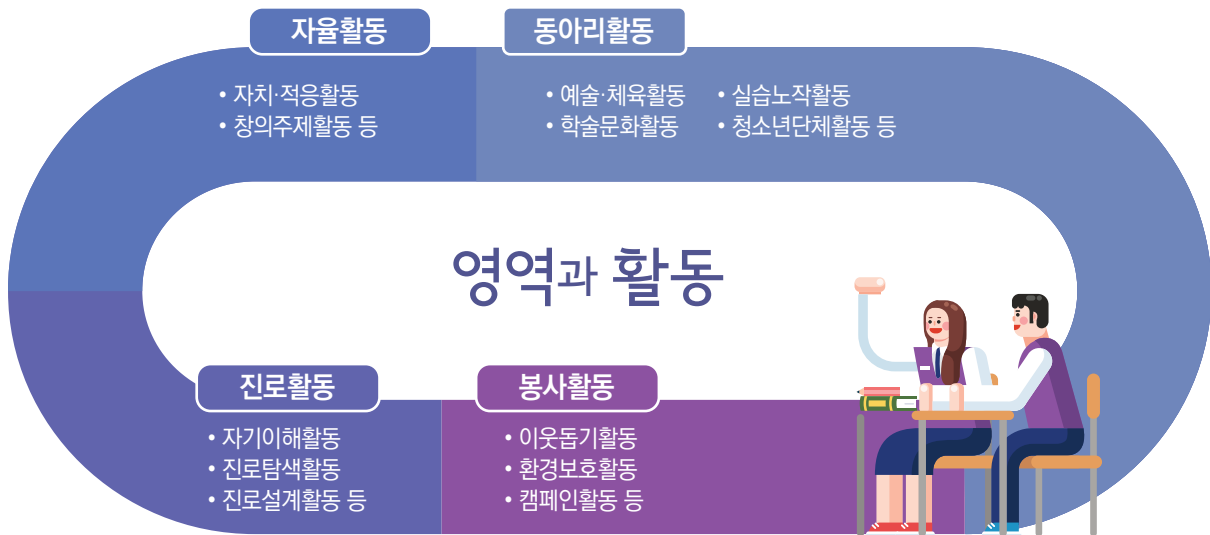 자율활동
• 자치·적응활동
• 창의주제활동 등
동아리활동
• 예술·체육활동
• 학술문화활동
• 실습노작활동
• 청소년단체활동 등
영역과 활동
진로활동
• 자기이해활동
• 진로탐색활동
• 진로설계활동 등
봉사활동
• 이웃돕기활동
• 환경보호활동
• 캠페인활동 등